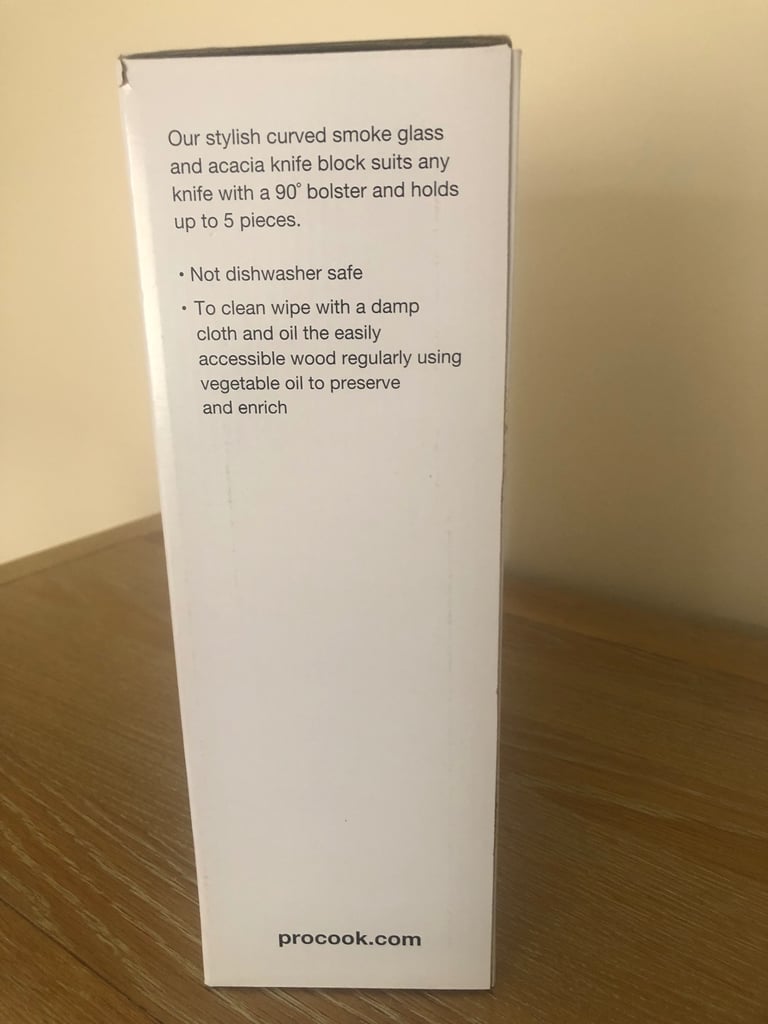 Our stylish curved smoke glass
and acacia knife block suits any
knife with a 90° bolster and holds
up to 5 pieces.
• Not dishwasher safe
• To clean wipe with a damp
cloth and oil the easily
accessible wood regularly using
vegetable oil to preserve
and enrich
procook.com